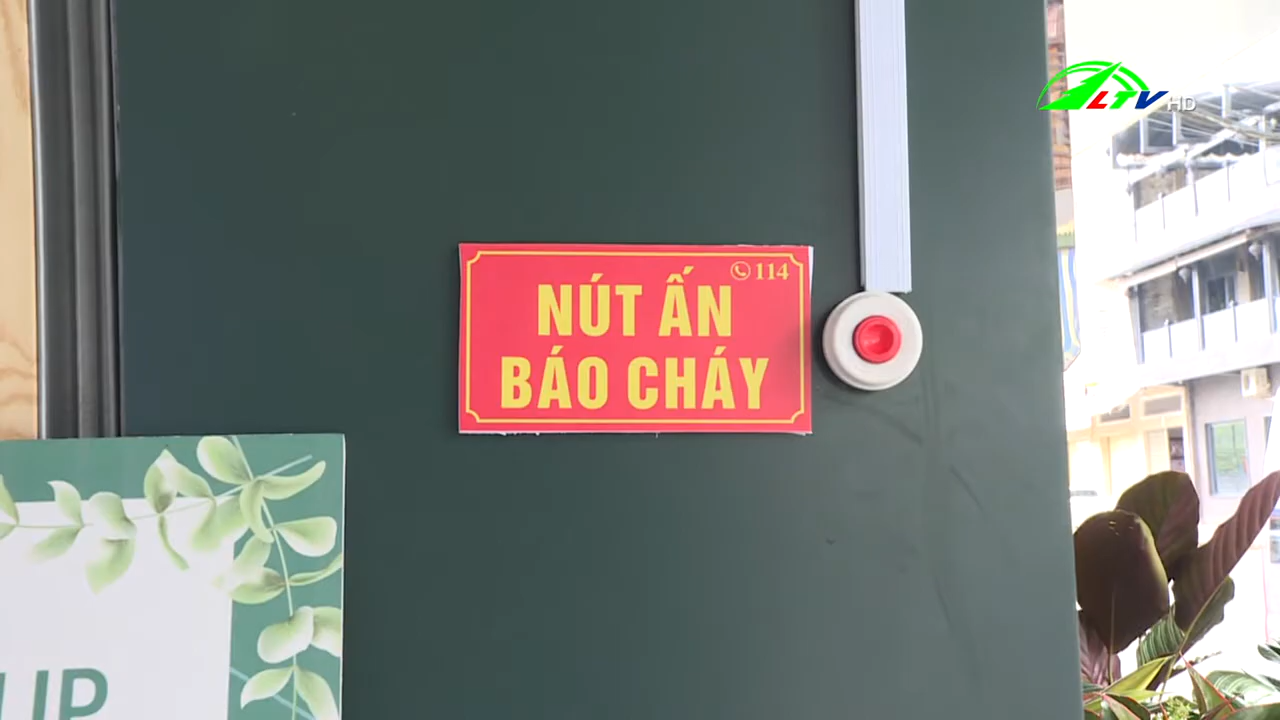 LTV HD
114
NÚT ẤN
BÁO CHÁY
UP